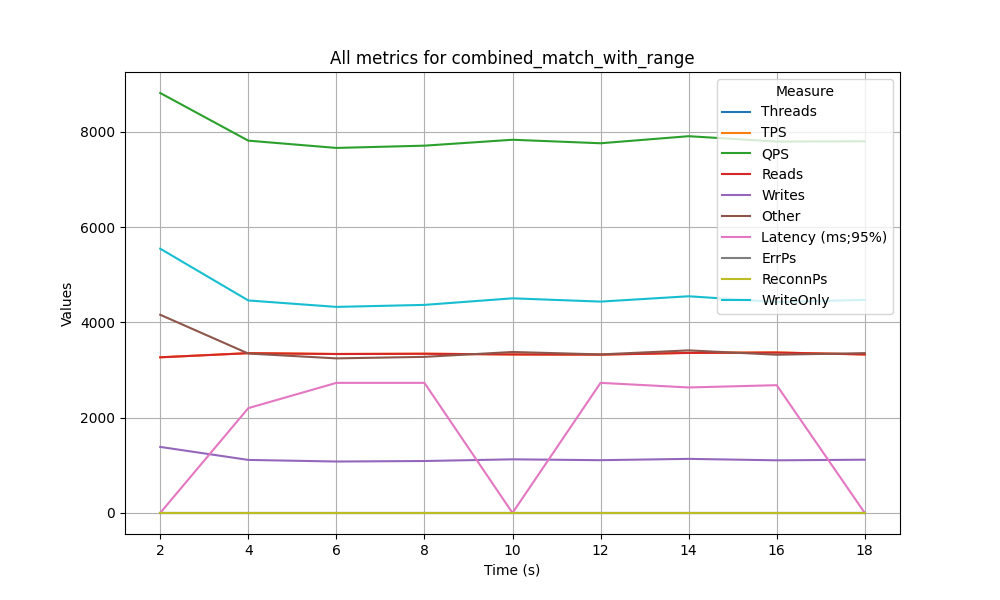 All metrics for combined_match_with_range
Measure
Threads
TPS
QPS
Reads
Writes
Other
Latency (ms;95%)
ErrPs
ReconnPs
WriteOnly
8000
6000
4000
2000
0
Values
2 4 6 8 10 12 14 16 18
Time (s)